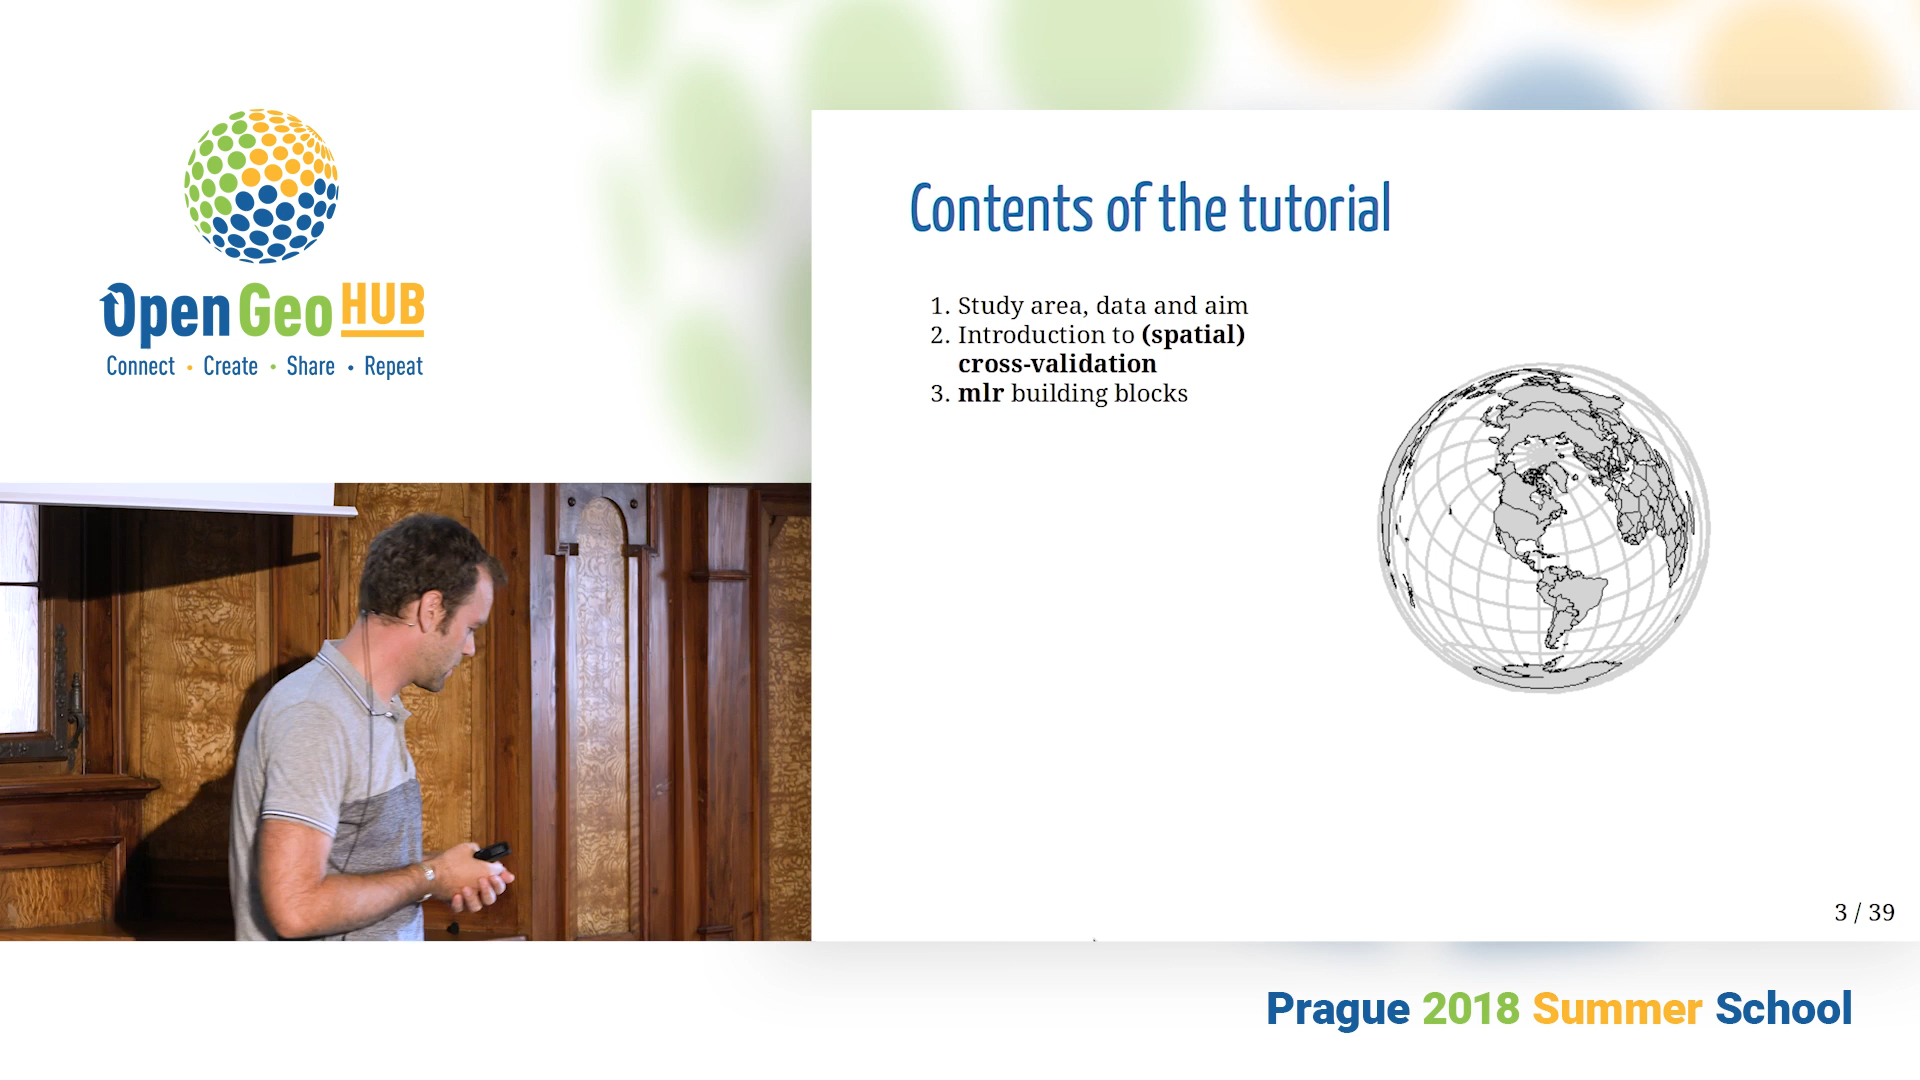 Open Geo HUB
Connect • Create • Share • Repeat
Contents of the tutorial
1. Study area, data and aim
2. Introduction to (spatial)
cross-validation
3. mlr building blocks
3 / 39
Prague 2018 Summer School